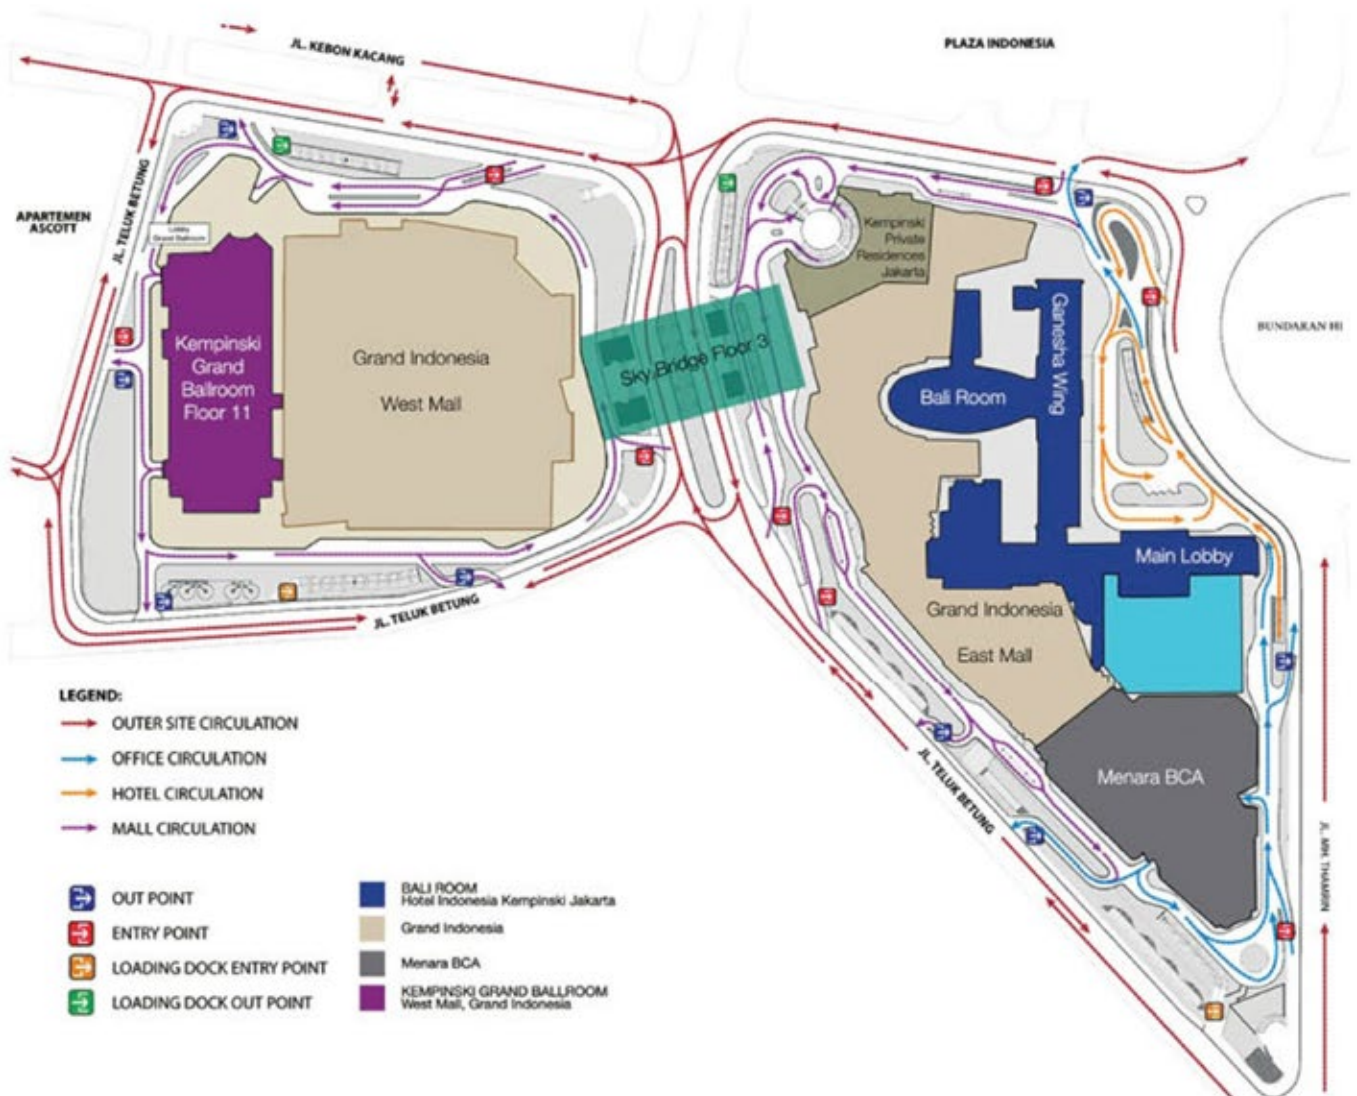 JL. KEBON KACANG
PLAZA INDONESIA
APARTEMEN
ASCOTT
JL. TELUK BETUNG
Lobby
Grand Ballroom
Kempinski
Grand
Ballroom
Floor 11
Grand Indonesia
West Mall
Sky Bridge Floor 3
Kempinski
Private
Residences
Jakarta
Bali Room
Ganesha Wing
BUNDARAN HI
Main Lobby
Grand Indonesia
East Mall
Menara BCA
JL. TELUK BETUNG
JL. TELUK BETUNG
JL. MH. THAMRIN
LEGEND:
OUTER SITE CIRCULATION
OFFICE CIRCULATION
HOTEL CIRCULATION
MALL CIRCULATION
OUT POINT
ENTRY POINT
LOADING DOCK ENTRY POINT
LOADING DOCK OUT POINT
BALI ROOM
Hotel Indonesia Kempinski Jakarta
Grand Indonesia
Menara BCA
KEMPINSKI GRAND BALLROOM
West Mall, Grand Indonesia